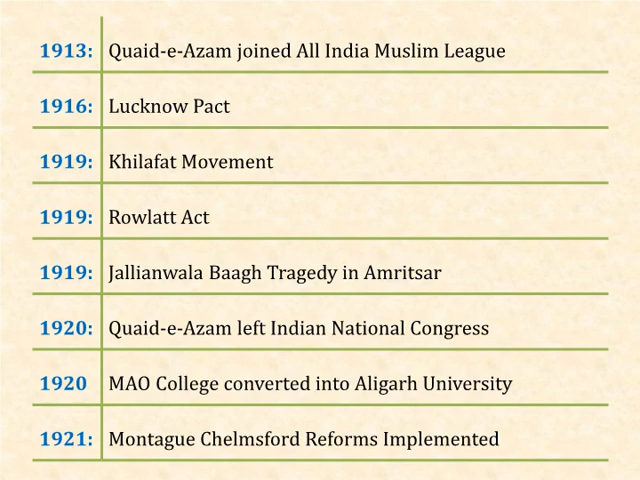 1913: Quaid-e-Azam joined All India Muslim League
1916: Lucknow Pact
1919: Khilafat Movement
1919: Rowlatt Act
1919: Jallianwala Baagh Tragedy in Amritsar
1920: Quaid-e-Azam left Indian National Congress
1920 MAO College converted into Aligarh University
1921: Montague Chelmsford Reforms Implemented